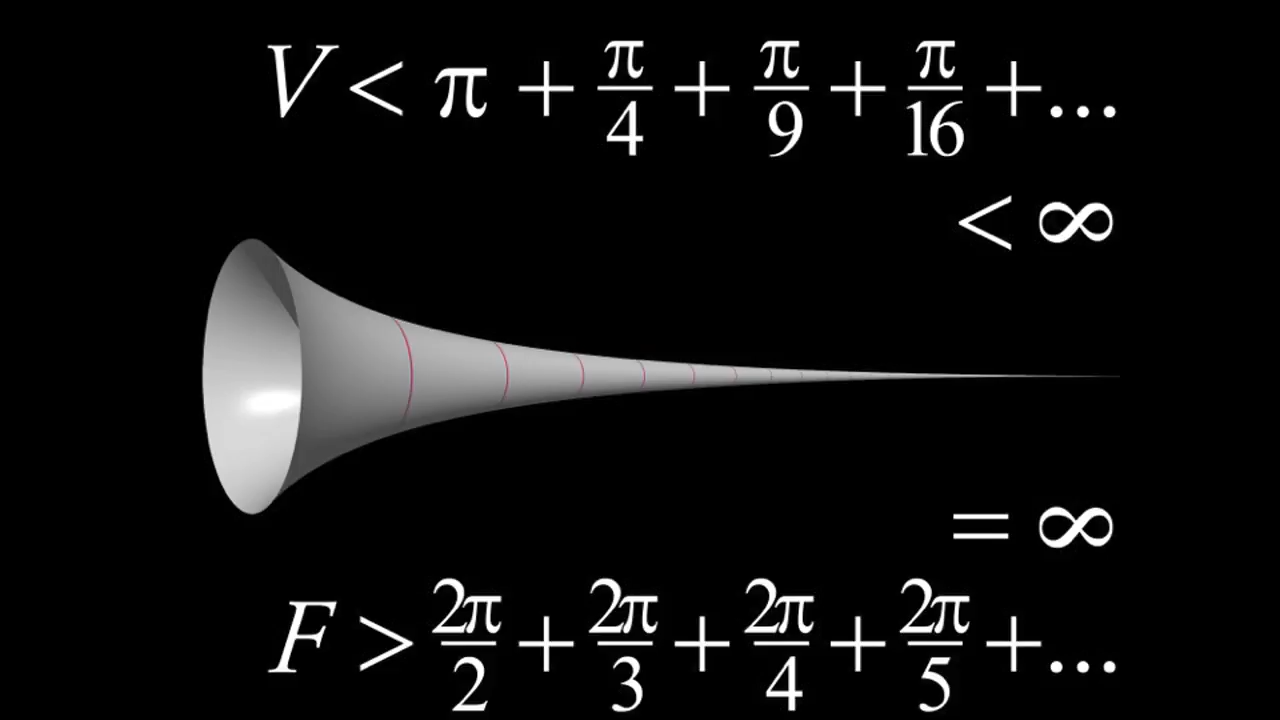 V < π + π/4 + π/9 + π/16 + ...
< ∞
= ∞
F > 2π/2 + 2π/3 + 2π/4 + 2π/5 + ...